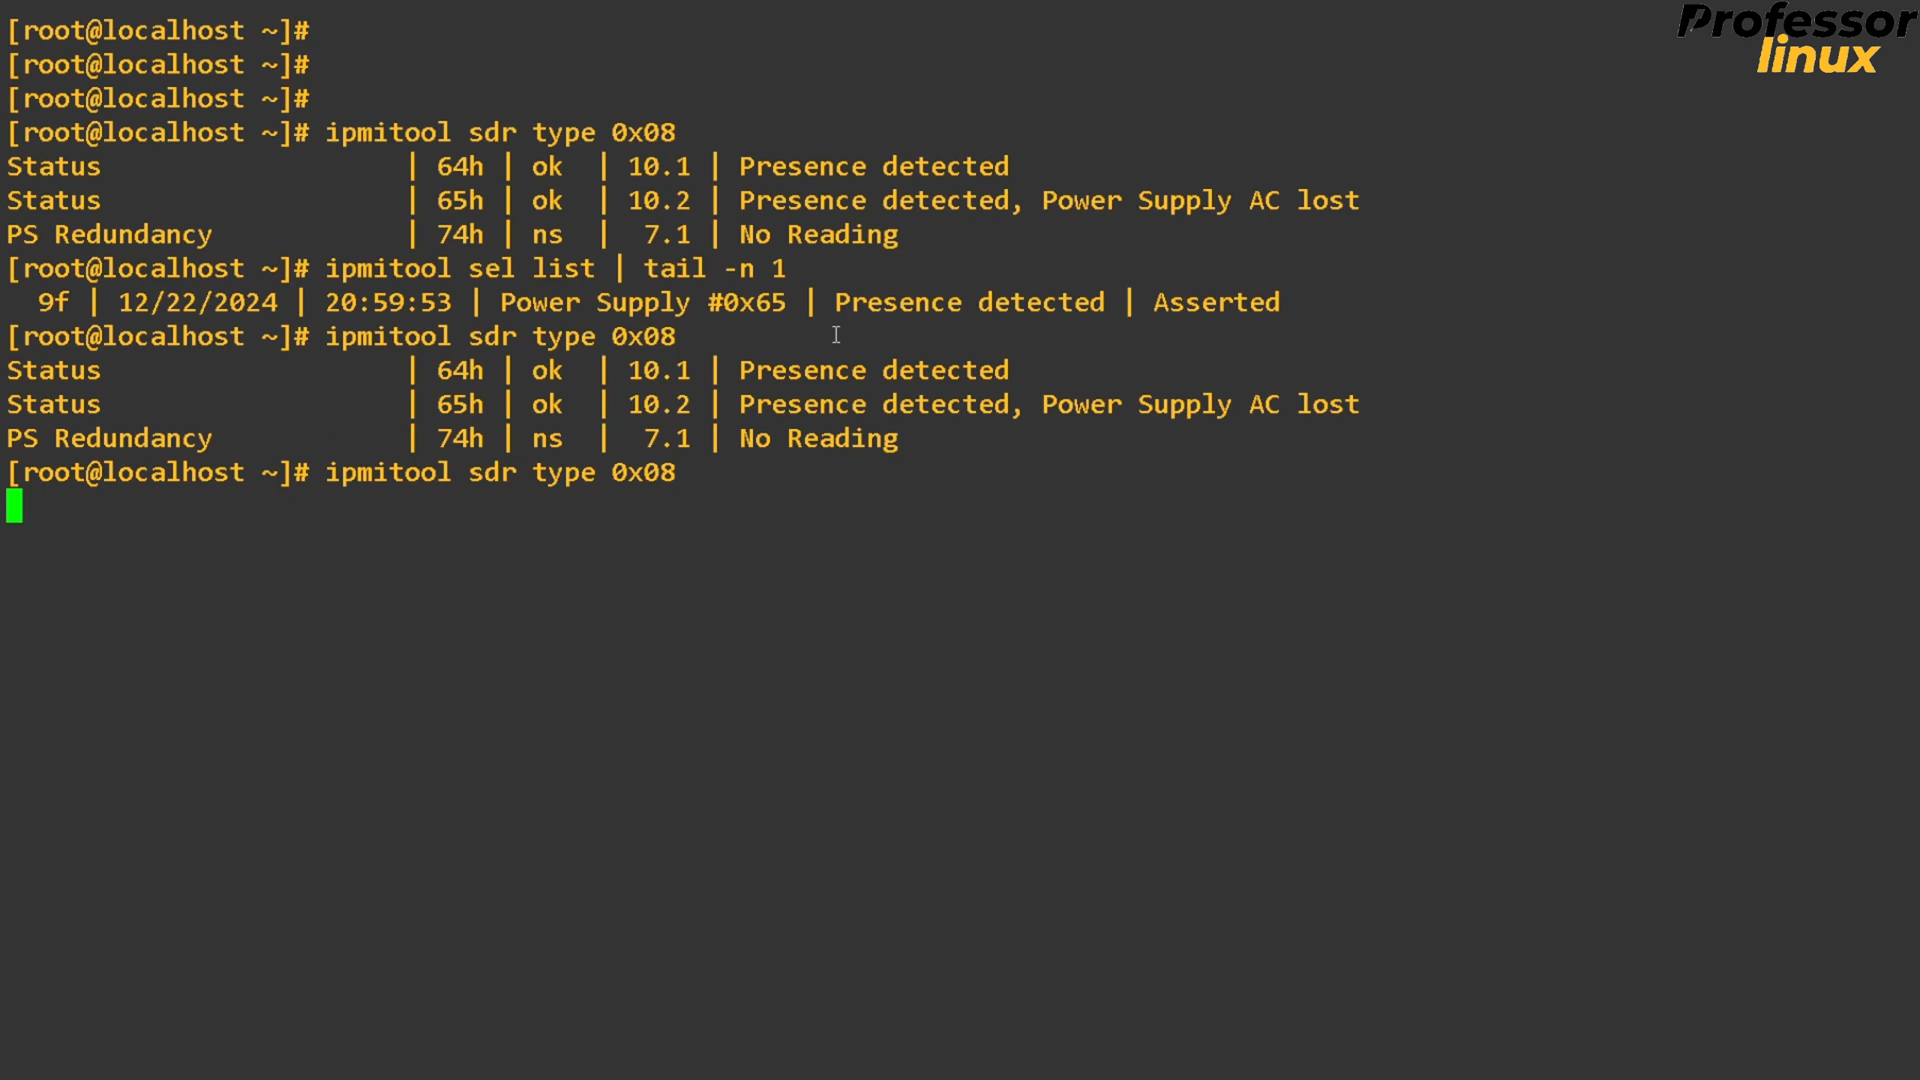 [root@localhost ~]#
[root@localhost ~]#
[root@localhost ~]#
[root@localhost ~]# ipmitool sdr type 0x08
Status | 64h | ok | 10.1 | Presence detected
Status | 65h | ok | 10.2 | Presence detected, Power Supply AC lost
PS Redundancy | 74h | ns | 7.1 | No Reading
[root@localhost ~]# ipmitool sel list | tail -n 1
9f | 12/22/2024 | 20:59:53 | Power Supply #0x65 | Presence detected | Asserted
[root@localhost ~]# ipmitool sdr type 0x08
Status | 64h | ok | 10.1 | Presence detected
Status | 65h | ok | 10.2 | Presence detected, Power Supply AC lost
PS Redundancy | 74h | ns | 7.1 | No Reading
[root@localhost ~]# ipmitool sdr type 0x08
Professor
linux